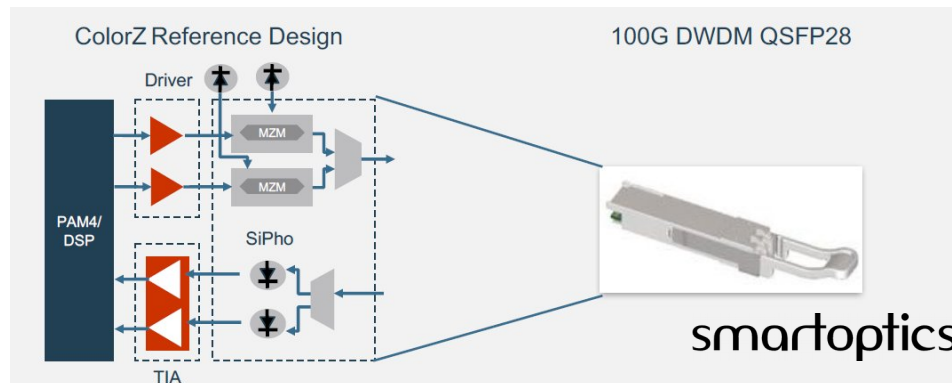 ColorZ Reference Design
100G DWDM QSFP28
Driver
MZM
MZM
PAM4/
DSP
SiPho
TIA
smartoptics